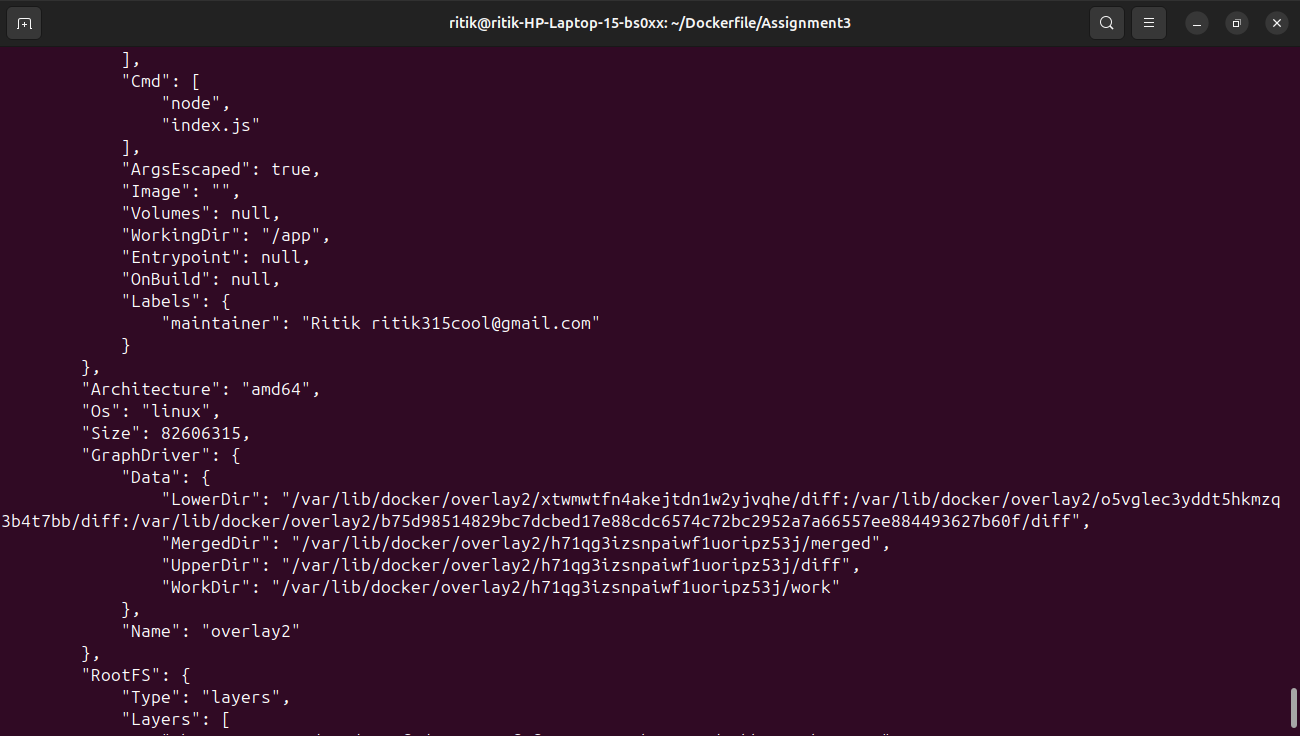 ritik@ritik-HP-Laptop-15-bs0xx: ~/Dockerfile/Assignment3
],
"Cmd": [
"node",
"index.js"
],
"ArgsEscaped": true,
"Image": "",
"Volumes": null,
"WorkingDir": "/app",
"Entrypoint": null,
"OnBuild": null,
"Labels": {
"maintainer": "Ritik ritik315cool@gmail.com"
}
},
"Architecture": "amd64",
"Os": "linux",
"Size": 82606315,
"GraphDriver": {
"Data": {
"LowerDir": "/var/lib/docker/overlay2/xtwmwtfn4akejtdn1w2yjvqhe/diff:/var/lib/docker/overlay2/o5vglec3yddt5hkmzq
3b4t7bb/diff:/var/lib/docker/overlay2/b75d98514829bc7dcbed17e88cdc6574c72bc2952a7a66557ee884493627b60f/diff",
"MergedDir": "/var/lib/docker/overlay2/h71qg3izsnpaiwf1uoripz53j/merged",
"UpperDir": "/var/lib/docker/overlay2/h71qg3izsnpaiwf1uoripz53j/diff",
"WorkDir": "/var/lib/docker/overlay2/h71qg3izsnpaiwf1uoripz53j/work"
},
"Name": "overlay2"
},
"RootFS": {
"Type": "layers",
"Layers": [